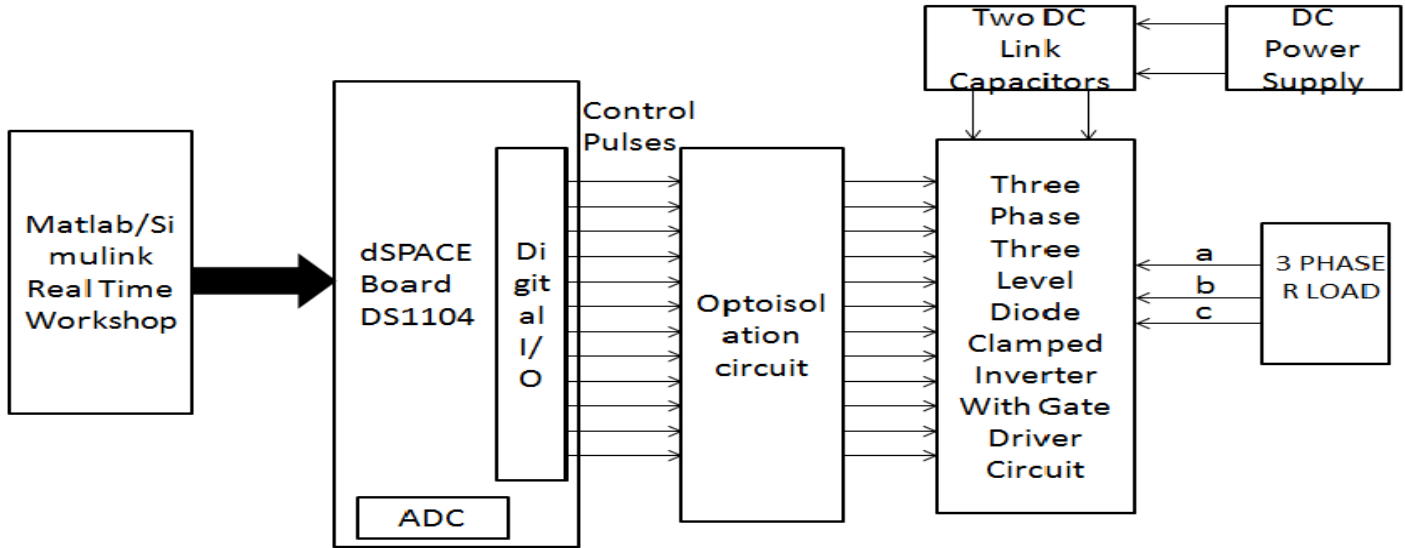 Matlab/Si
mulink
Real Time
Workshop
dSPACE
Board
DS1104
Di
git
al
I/
O
ADC
Control
Pulses
Optoisol
ation
circuit
Two DC
Link
Capacitors
DC
Power
Supply
Three
Phase
Three
Level
Diode
Clamped
Inverter
With Gate
Driver
Circuit
a
b
c
3 PHASE
R LOAD